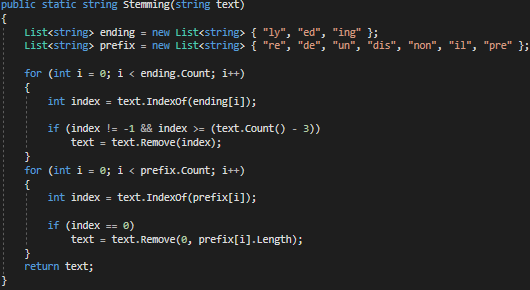 public static string Stemming(string text)
{
List<string> ending = new List<string> { "ly", "ed", "ing" };
List<string> prefix = new List<string> { "re", "de", "un", "dis", "non", "il", "pre" };
for (int i = 0; i < ending.Count; i++)
{
int index = text.IndexOf(ending[i]);
if (index != -1 && index >= (text.Count() - 3))
text = text.Remove(index);
}
for (int i = 0; i < prefix.Count; i++)
{
int index = text.IndexOf(prefix[i]);
if (index == 0)
text = text.Remove(0, prefix[i].Length);
}
return text;
}